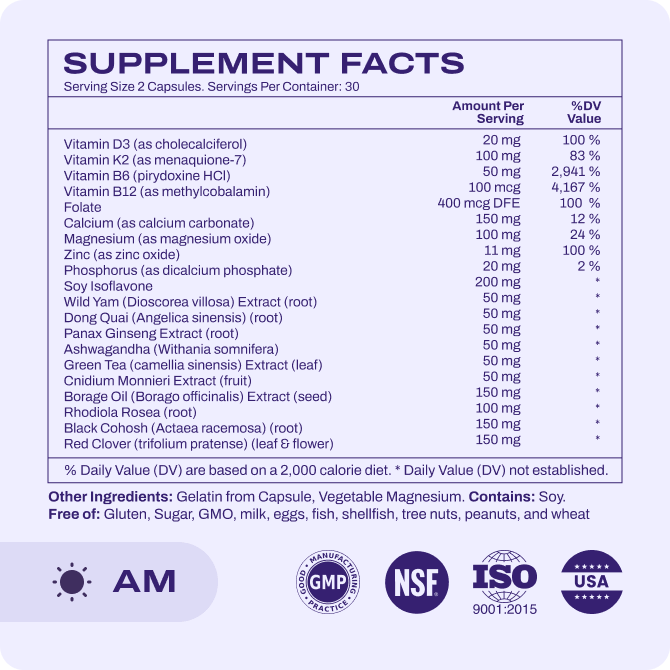 SUPPLEMENT FACTS
Serving Size 2 Capsules. Servings Per Container: 30
Amount Per Serving %DV Value
Vitamin D3 (as cholecalciferol) 20 mg 100 %
Vitamin K2 (as menaquione-7) 100 mg 83 %
Vitamin B6 (pirydoxine HCl) 50 mg 2,941 %
Vitamin B12 (as methylcobalamin) 100 mcg 4,167 %
Folate 400 mcg DFE 100 %
Calcium (as calcium carbonate) 150 mg 12 %
Magnesium (as magnesium oxide) 100 mg 24 %
Zinc (as zinc oxide) 11 mg 100 %
Phosphorus (as dicalcium phosphate) 20 mg 2 %
Soy Isoflavone 200 mg *
Wild Yam (Dioscorea villosa) Extract (root) 50 mg *
Dong Quai (Angelica sinensis) (root) 50 mg *
Panax Ginseng Extract (root) 50 mg *
Ashwagandha (Withania somnifera) 50 mg *
Green Tea (camellia sinensis) Extract (leaf) 50 mg *
Cnidium Monnieri Extract (fruit) 50 mg *
Borage Oil (Borago officinalis) Extract (seed) 150 mg *
Rhodiola Rosea (root) 100 mg *
Black Cohosh (Actaea racemosa) (root) 150 mg *
Red Clover (trifolium pratense) (leaf & flower) 150 mg *
% Daily Value (DV) are based on a 2,000 calorie diet. * Daily Value (DV) not established.
Other Ingredients: Gelatin from Capsule, Vegetable Magnesium. Contains: Soy.
Free of: Gluten, Sugar, GMO, milk, eggs, fish, shellfish, tree nuts, peanuts, and wheat
AM
GOOD MANUFACTURING PRACTICE
GMP
NSF®
ISO
9001:2015
USA